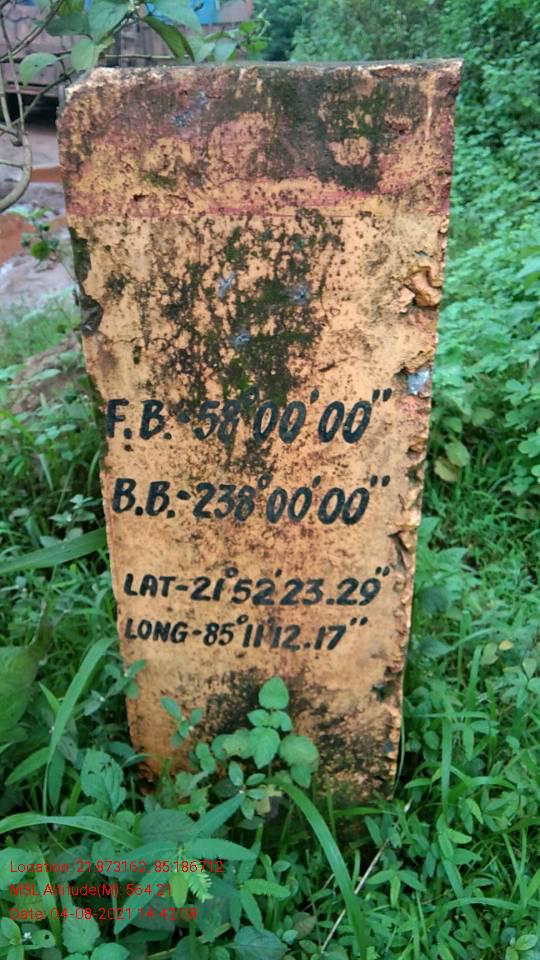 F.B.-58°00'00"
B.B.-238°00'00"
LAT-21°52'23.29"
LONG-85°11'12.17"
Location: 21.873162, 85.186712
MSL Altitude(M): 564.21
Date: 04-08-2021 14:42:08